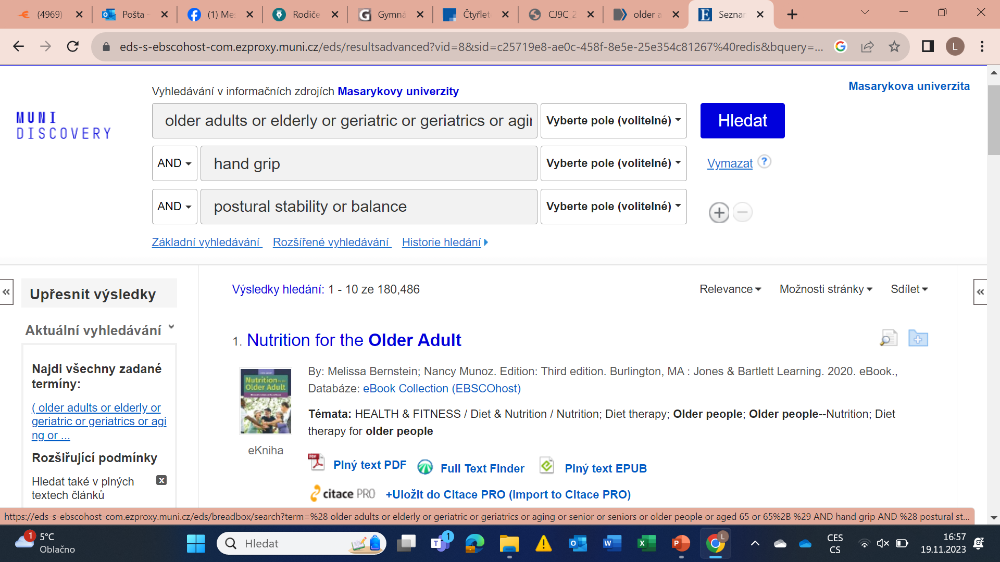 (4969)
Pošta -
(1) Me
Rodiče
Gymná
Čtyřlet
CJ9C_2
older a
Seznar
eds-s-ebscohost-com.ezproxy.muni.cz/eds/resultsadvanced?vid=8&sid=c25719e8-ae0c-458f-8e5e-25e354c81267%40redis&bquery=...
L
Masarykova univerzita
Vyhledávání v informačních zdrojích Masarykovy univerzity
MUNI
DISCOVERY
older adults or elderly or geriatric or geriatrics or agin
Vyberte pole (volitelné)
Hledat
AND
hand grip
Vyberte pole (volitelné)
Vymazat ?
AND
postural stability or balance
Vyberte pole (volitelné)
Základní vyhledávání Rozšířené vyhledávání Historie hledání
Upřesnit výsledky
Výsledky hledání: 1 - 10 ze 180,486
Relevance
Možnosti stránky
Sdílet
Aktuální vyhledávání
Najdi všechny zadané
termíny:
( older adults or elderly or
geriatric or geriatrics or agi
ng or ...
Rozšiřující podmínky
Hledat také v plných
textech článků
x
1. Nutrition for the Older Adult
Nutrition
Older Adult
eKniha
By: Melissa Bernstein; Nancy Munoz. Edition: Third edition. Burlington, MA : Jones & Bartlett Learning. 2020. eBook.,
Databáze: eBook Collection (EBSCOhost)
Témata: HEALTH & FITNESS / Diet & Nutrition / Nutrition; Diet therapy; Older people; Older people--Nutrition; Diet
therapy for older people
PDF
Plný text PDF
Full Text Finder
Plný text EPUB
citace PRO
+Uložit do Citace PRO (Import to Citace PRO)
https://eds-s-ebscohost-com.ezproxy.muni.cz/eds/breadbox/search?term=%28 older adults or elderly or geriatric or geriatrics or aging or senior or seniors or older people or aged 65 or 65%2B %29 AND hand grip AND %28 postural st...
1
5°C
Oblačno
Hledat
1
L
CES
CS
16:57
19.11.2023